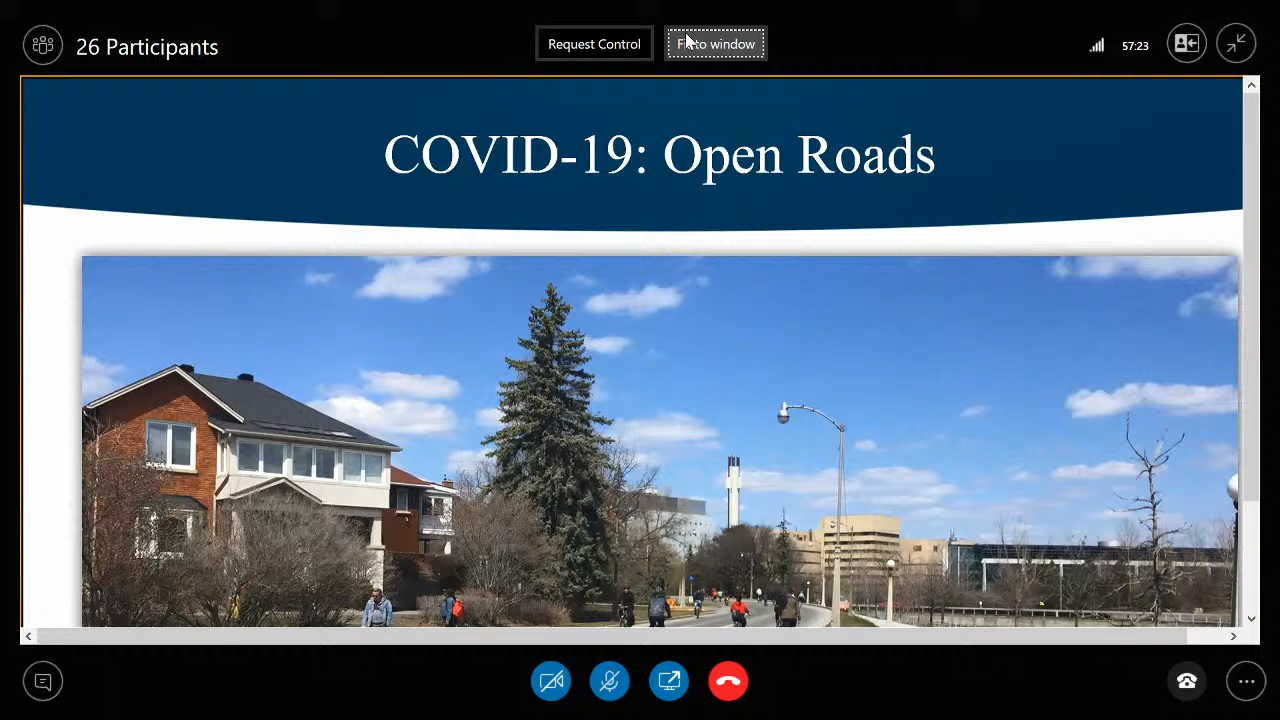 26 Participants
Request Control
Fit to window
57:23
COVID-19: Open Roads